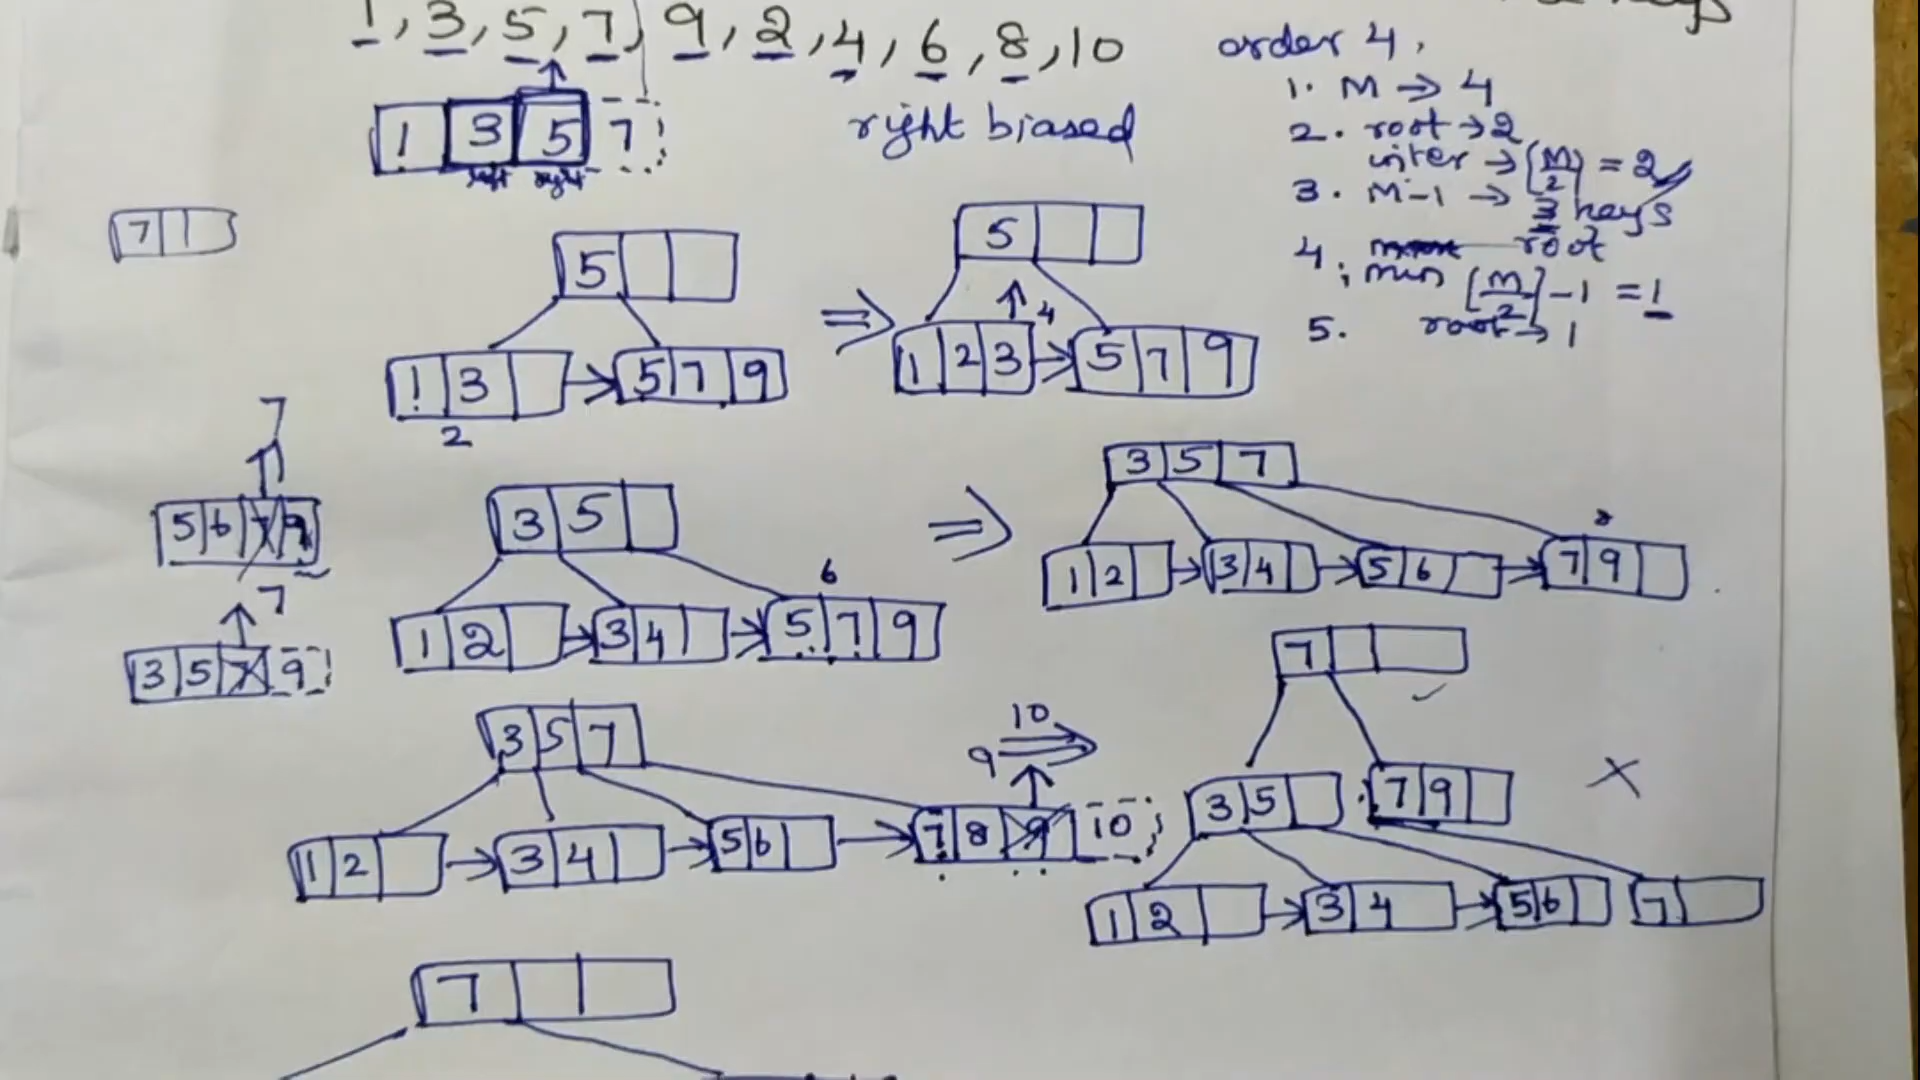 1, 3, 5, 7, 9, 2, 4, 6, 8, 10
order 4,
1. M → 4
1 3 5 7
left right
right biased
2. root → 2
inter → [M/2] = 2
3. M-1 → 3 keys
7
4. root
min [M/2] -1 = 1
5. root → 1
5
5
1 3 → 5 7 9
2
⇒
4
1 2 3 → 5 7 9
7
5 6 7 9
7
3 5 7 9
3 5
6
1 2 → 3 4 → 5 7 9
⇒
3 5 7
8
1 2 → 3 4 → 5 6 → 7 9
3 5 7
10
9
1 2 → 3 4 → 5 6 → 7 8 9 10
7
3 5 7 9 X
1 2 → 3 4 → 5 6 7
7